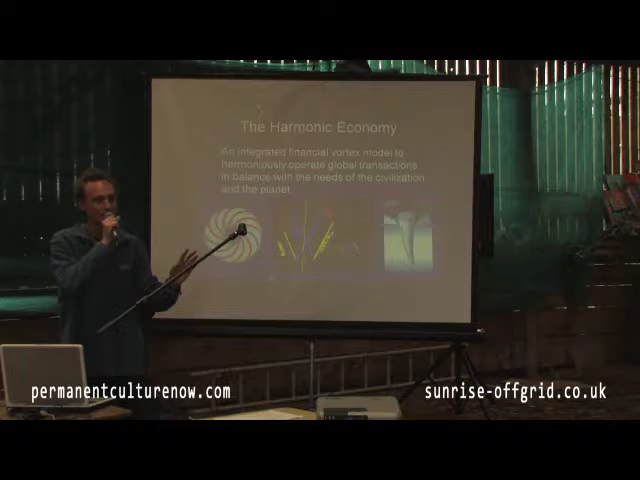 The Harmonic Economy
An integrated financial vortex model to
harmoniously operate global transactions
in balance with the needs of the civilization
and the planet
permanentculturenow.com
sunrise-offgrid.co.uk